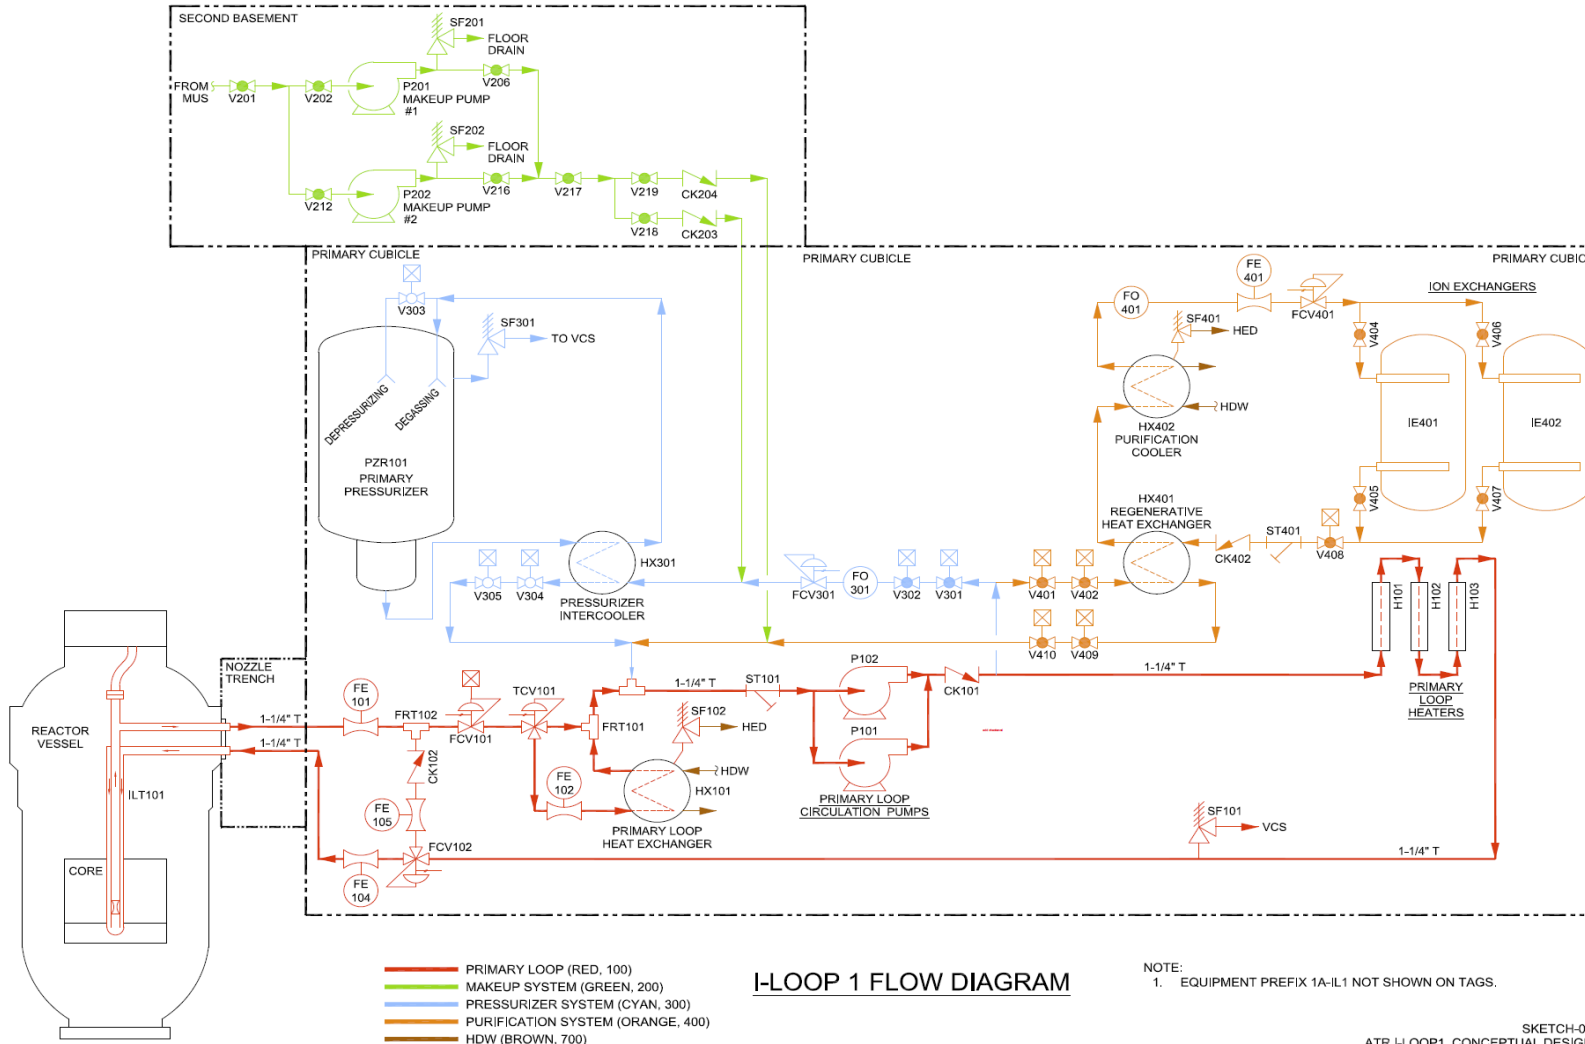 SECOND BASEMENT
SF201
FLOOR
DRAIN
FROM
MUS
V201
V202
P201
MAKEUP PUMP
#1
V206
SF202
FLOOR
DRAIN
V212
P202
MAKEUP PUMP
#2
V216
V217
V219
CK204
V218
CK203
PRIMARY CUBICLE
PRIMARY CUBICLE
PRIMARY CUBIC
V303
SF301
TO VCS
DEPRESSURIZING
DEGASSING
PZR101
PRIMARY
PRESSURIZER
HX301
V305
V304
PRESSURIZER
INTERCOOLER
FCV301
FO
301
V302
V301
V401
V402
V410
V409
FO
401
FE
401
FCV401
ION EXCHANGERS
SF401
HED
V404
V406
HDW
HX402
PURIFICATION
COOLER
IE401
IE402
HX401
REGENERATIVE
HEAT EXCHANGER
V405
V407
ST401
CK402
V408
H101
H102
H103
PRIMARY
LOOP
HEATERS
NOZZLE
TRENCH
REACTOR
VESSEL
1-1/4" T
1-1/4" T
ILT101
CORE
FE
101
FRT102
FCV101
TCV101
FRT101
1-1/4" T
ST101
P102
CK101
1-1/4" T
SF102
HED
P101
HDW
HX101
CK102
FE
102
FE
105
PRIMARY LOOP
HEAT EXCHANGER
PRIMARY LOOP
CIRCULATION PUMPS
FCV102
FE
104
SF101
VCS
1-1/4" T
PRIMARY LOOP (RED, 100)
MAKEUP SYSTEM (GREEN, 200)
PRESSURIZER SYSTEM (CYAN, 300)
PURIFICATION SYSTEM (ORANGE, 400)
HDW (BROWN, 700)
I-LOOP 1 FLOW DIAGRAM
NOTE:
1. EQUIPMENT PREFIX 1A-IL1 NOT SHOWN ON TAGS.
SKETCH-0
ATR I-LOOP1 CONCEPTUAL DESIG